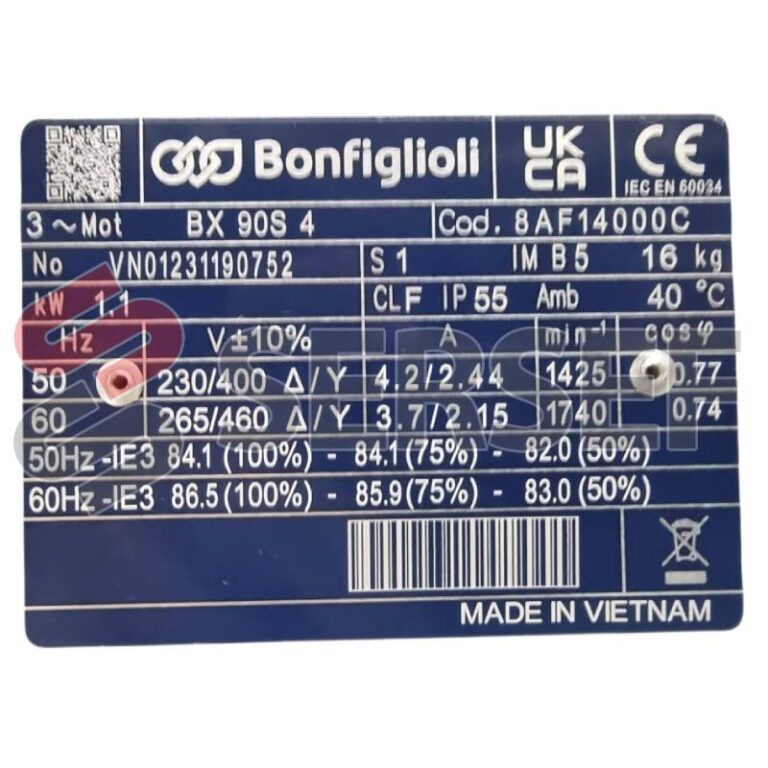 Bonfiglioli
UK
CA
CE
IEC EN 60034
3~Mot BX 90S 4 Cod. 8AF14000C
No VN01231190752 S1 IM B5 16 kg
kW 1.1 CLF IP 55 Amb 40 °C
Hz V±10% A min⁻¹ cosφ
50 230/400 Δ/Y 4.2/2.44 1425 0.77
60 265/460 Δ/Y 3.7/2.15 1740 0.74
50Hz-IE3 84.1(100%) - 84.1(75%) - 82.0(50%)
60Hz-IE3 86.5(100%) - 85.9(75%) - 83.0(50%)
MADE IN VIETNAM
SERSET